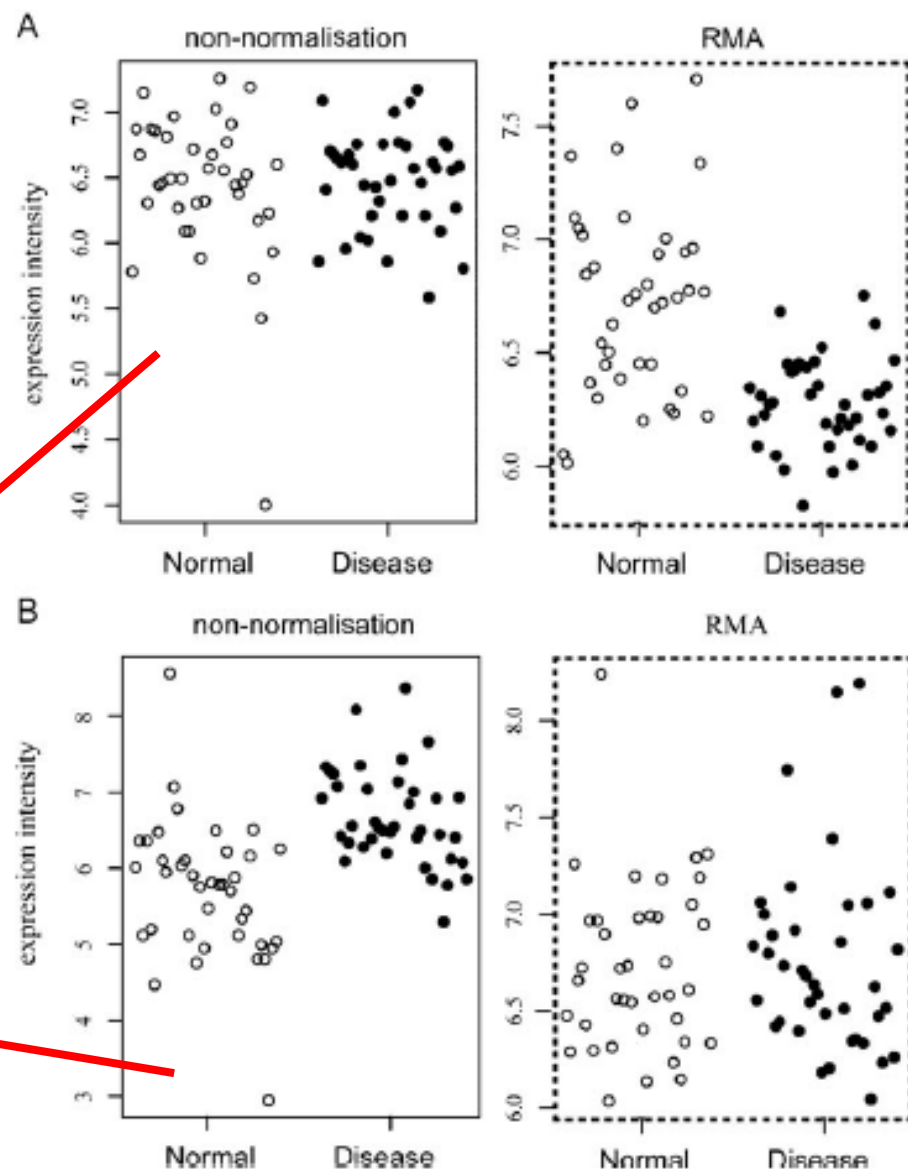 A
non-normalisation
RMA
expression intensity
7.0
6.5
6.0
5.5
5.0
4.5
4.0
7.5
7.0
6.5
6.0
Normal
Disease
Normal
Disease
B
non-normalisation
RMA
expression intensity
8
7
6
5
4
3
8.0
7.5
7.0
6.5
6.0
Normal
Disease
Normal
Disease